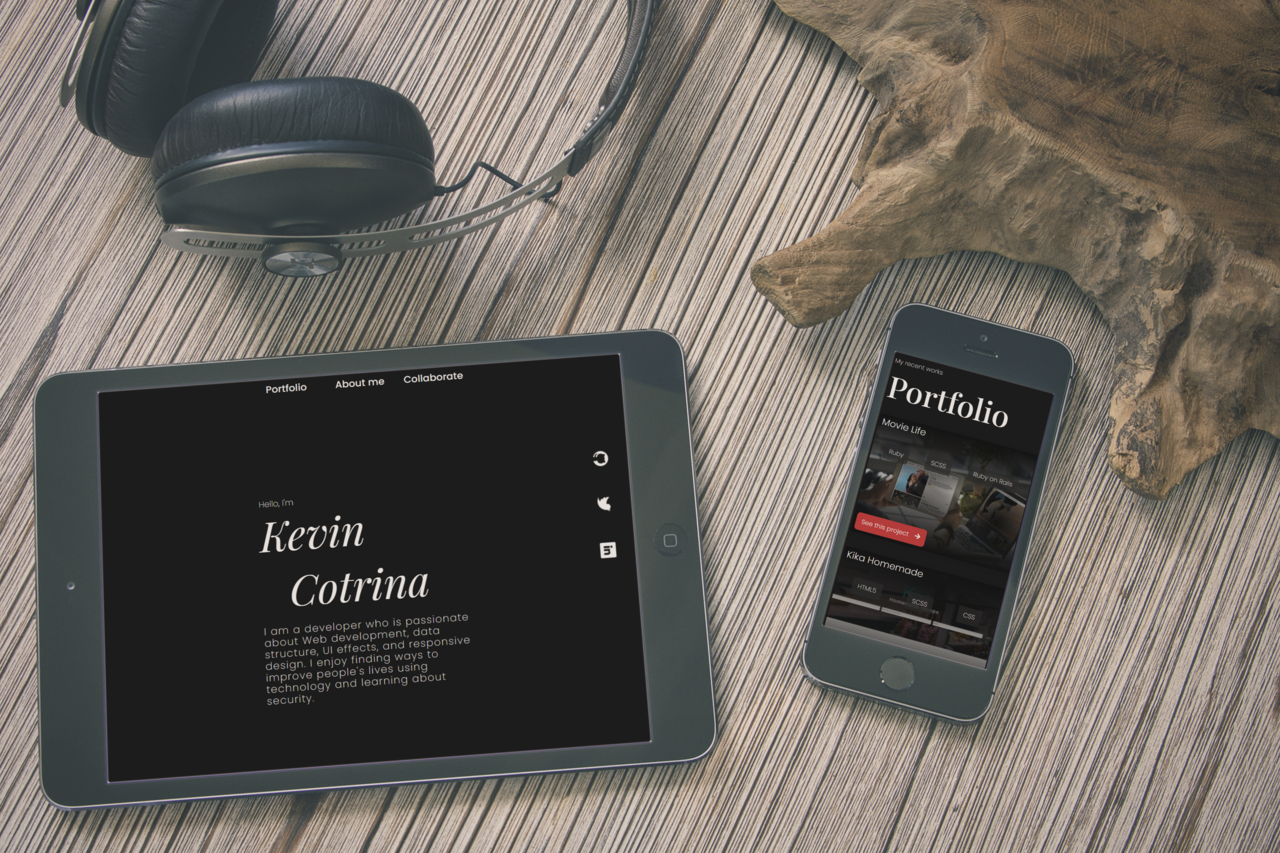 Portfolio About me Collaborate
Hello, I'm
Kevin
Cotrina
I am a developer who is passionate
about Web development, data
structure, UI effects, and responsive
design. I enjoy finding ways to
improve people's lives using
technology and learning about
security.
My recent works
Portfolio
Movie Life
Ruby SCSS Ruby on Rails
See this project
Kika Homemade
HTML5 SCSS CSS